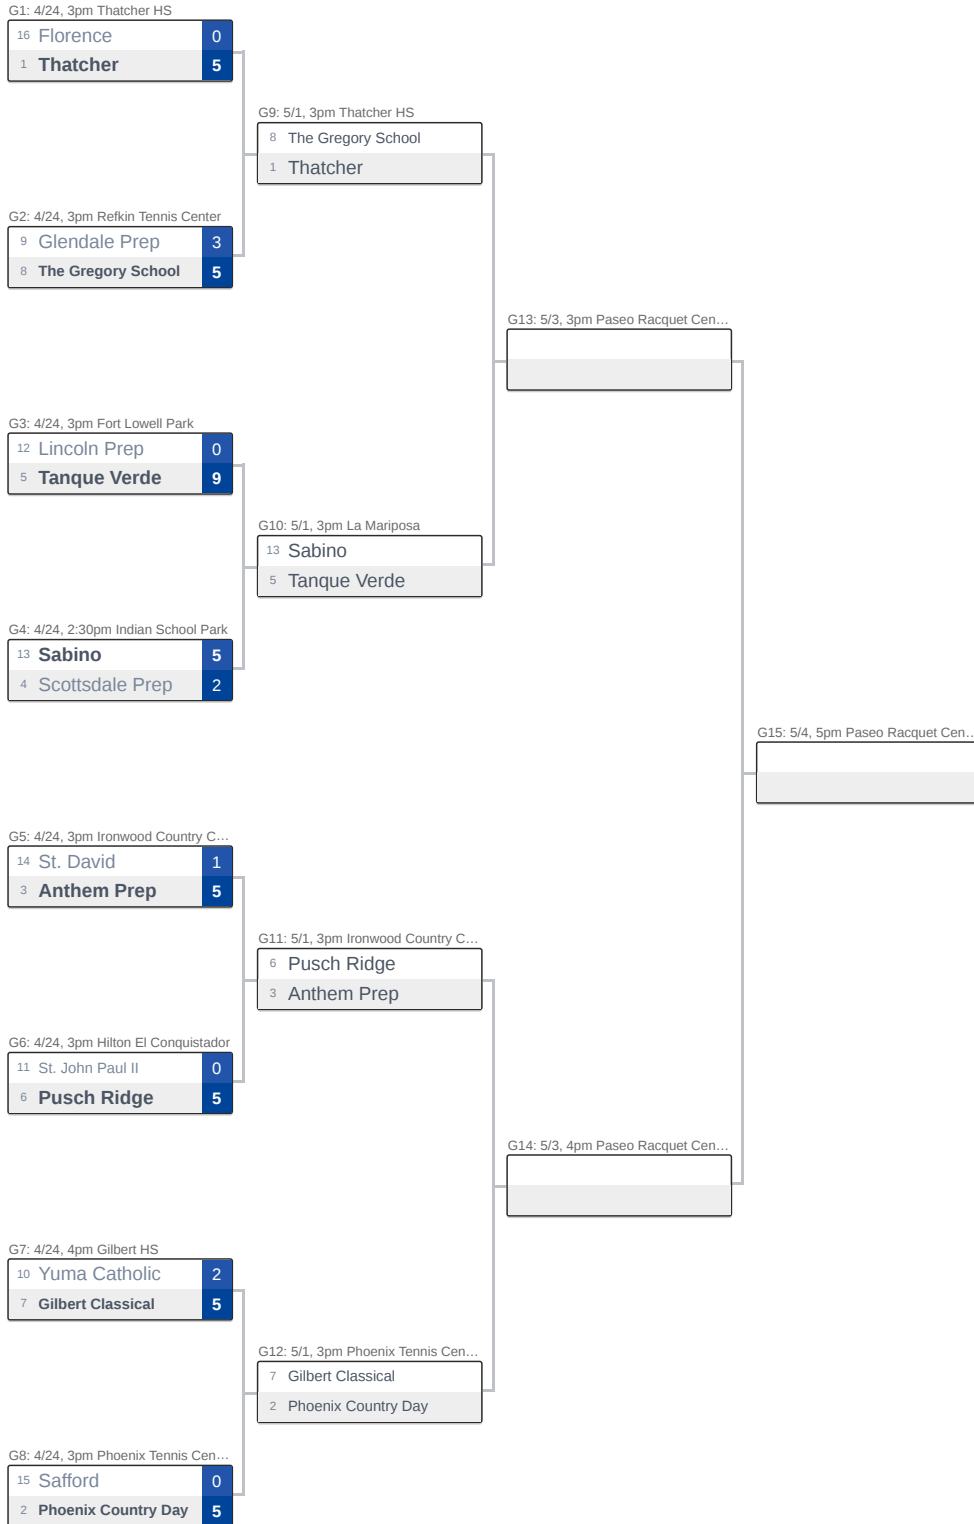 G1: 4/24, 3pm Thatcher HS
16 Florence 0
1 Thatcher 5
G9: 5/1, 3pm Thatcher HS
8 The Gregory School
1 Thatcher
G2: 4/24, 3pm Refkin Tennis Center
9 Glendale Prep 3
8 The Gregory School 5
G13: 5/3, 3pm Paseo Racquet Cen…
G3: 4/24, 3pm Fort Lowell Park
12 Lincoln Prep 0
5 Tanque Verde 9
G10: 5/1, 3pm La Mariposa
13 Sabino
5 Tanque Verde
G4: 4/24, 2:30pm Indian School Park
13 Sabino 5
4 Scottsdale Prep 2
G15: 5/4, 5pm Paseo Racquet Cen…
G5: 4/24, 3pm Ironwood Country C…
14 St. David 1
3 Anthem Prep 5
G11: 5/1, 3pm Ironwood Country C…
6 Pusch Ridge
3 Anthem Prep
G6: 4/24, 3pm Hilton El Conquistador
11 St. John Paul II 0
6 Pusch Ridge 5
G14: 5/3, 4pm Paseo Racquet Cen…
G7: 4/24, 4pm Gilbert HS
10 Yuma Catholic 2
7 Gilbert Classical 5
G12: 5/1, 3pm Phoenix Tennis Cen…
7 Gilbert Classical
2 Phoenix Country Day
G8: 4/24, 3pm Phoenix Tennis Cen…
15 Safford 0
2 Phoenix Country Day 5